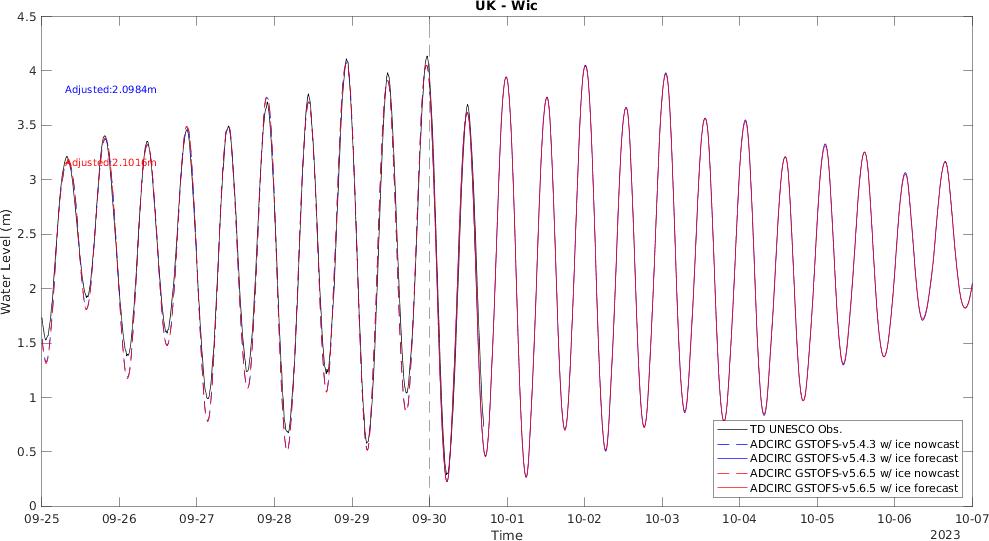 UK - Wic
4.5
4
3.5
3
2.5
2
1.5
1
0.5
0
Water Level (m)
Adjusted:2.0984m
Adjusted:2.1016m
TD UNESCO Obs.
ADCIRC GSTOFS-v5.4.3 w/ ice nowcast
ADCIRC GSTOFS-v5.4.3 w/ ice forecast
ADCIRC GSTOFS-v5.6.5 w/ ice nowcast
ADCIRC GSTOFS-v5.6.5 w/ ice forecast
09-25 09-26 09-27 09-28 09-29 09-30 10-01 10-02 10-03 10-04 10-05 10-06 10-07
Time
2023